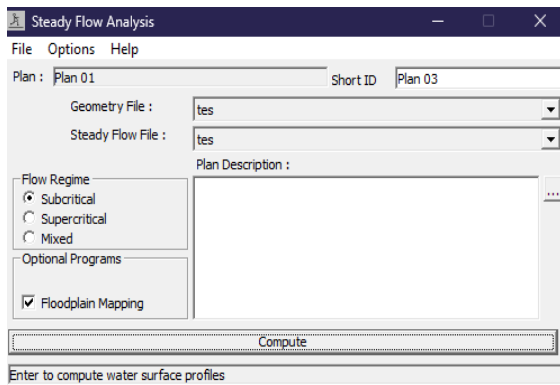 Steady Flow Analysis
File Options Help
Plan : Plan 01 Short ID Plan 03
Geometry File : tes
Steady Flow File : tes
Plan Description :
Flow Regime
Subcritical
Supercritical
Mixed
...
Optional Programs
Floodplain Mapping
Compute
Enter to compute water surface profiles